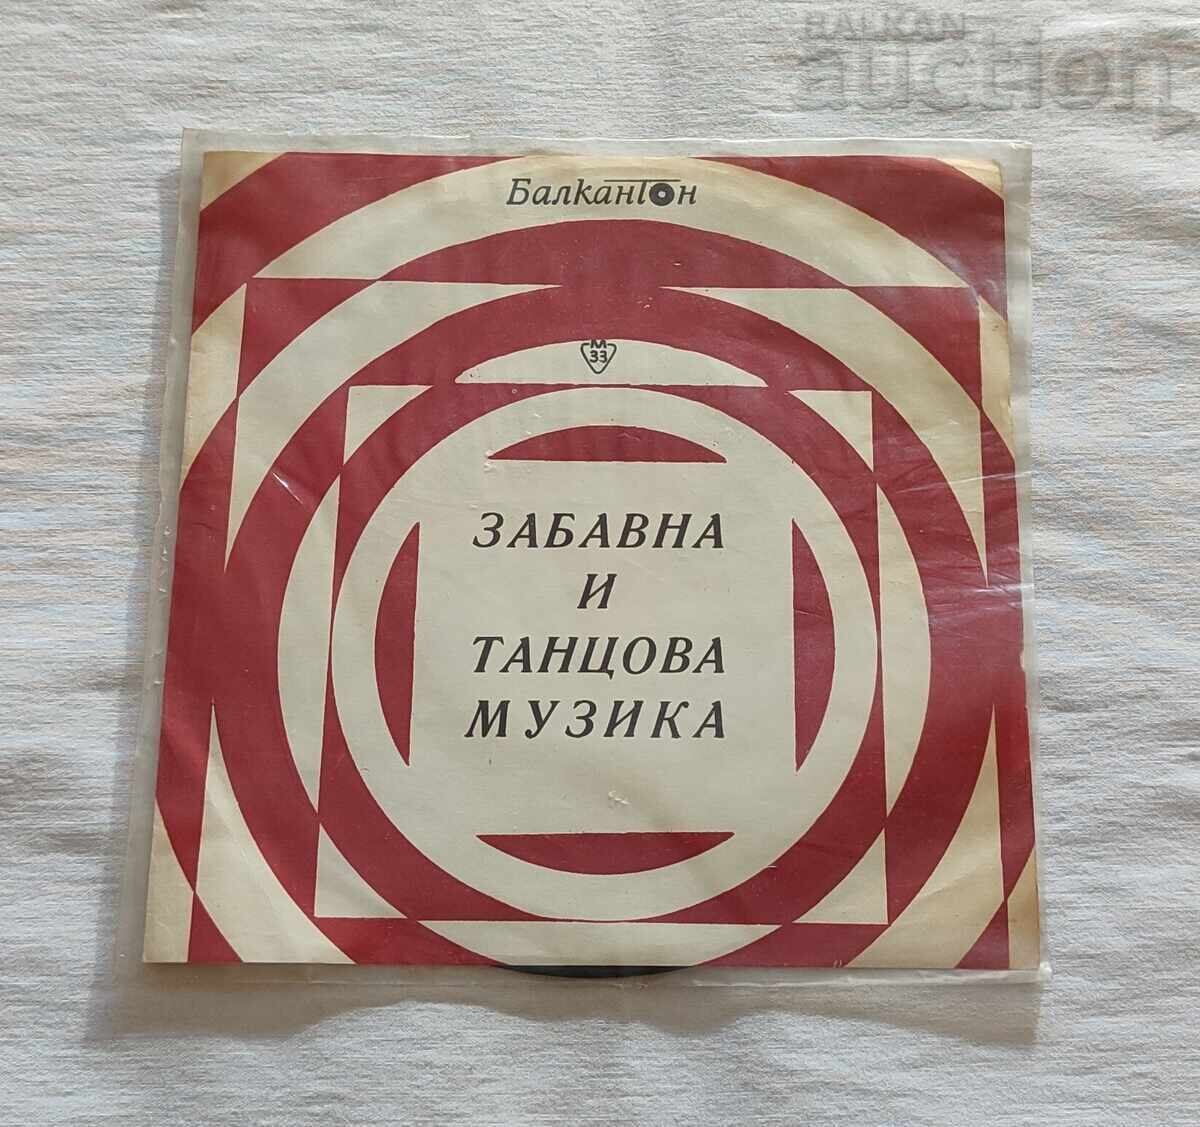 BALKAN
auction
Балкантон
М
33
ЗАБАВНА
И
ТАНЦОВА
МУЗИКА